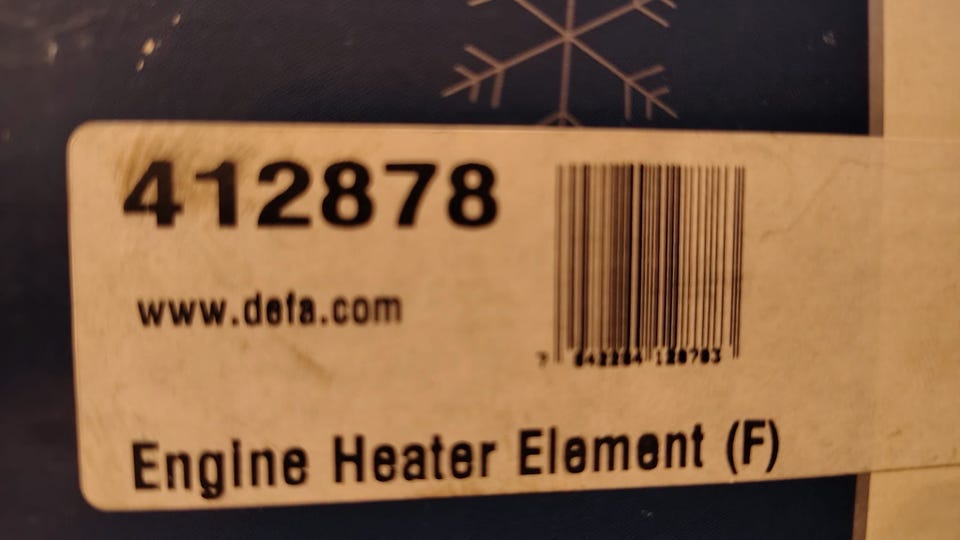 412878
www.defa.com
Engine Heater Element (F)